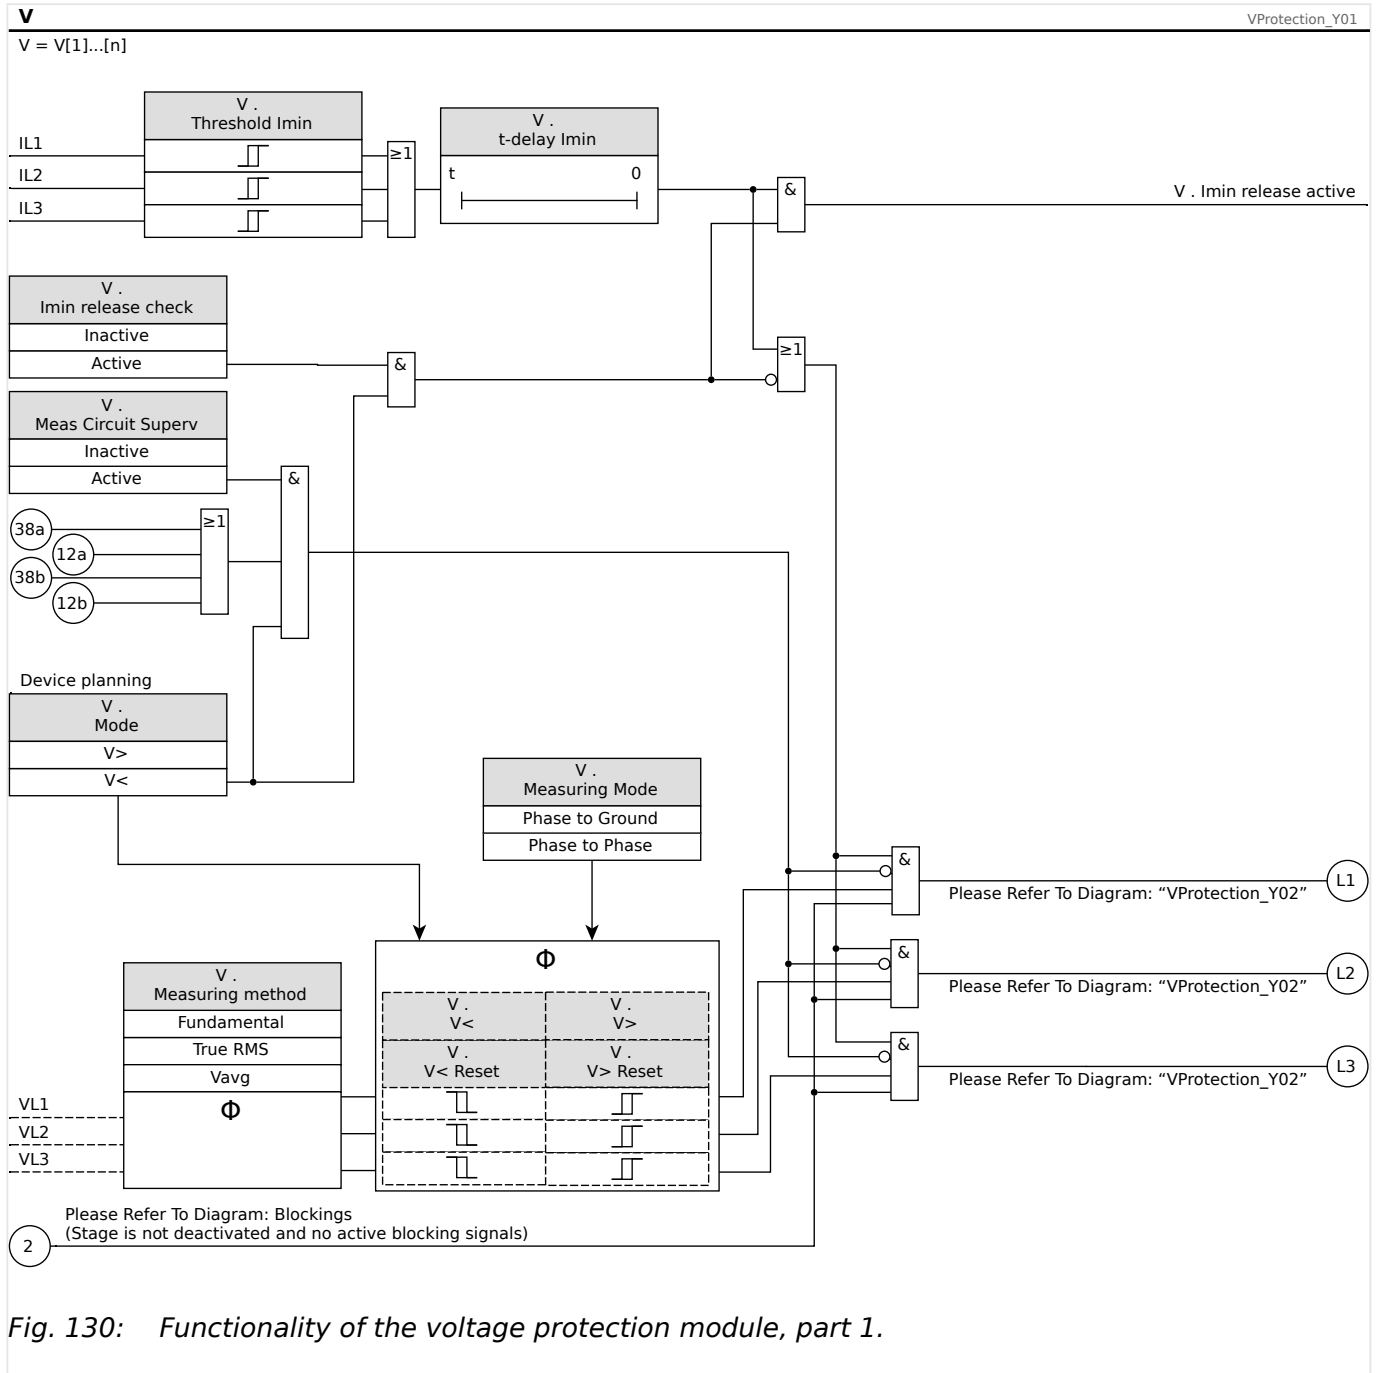 V
VProtection_Y01
V = V[1]...[n]
V .
Threshold Imin
IL1
IL2
IL3
≥1
V .
t-delay Imin
t
0
&
V . Imin release active
V .
Imin release check
Inactive
Active
&
≥1
V .
Meas Circuit Superv
Inactive
Active
&
38a
12a
38b
12b
≥1
Device planning
V .
Mode
V>
V<
V .
Measuring Mode
Phase to Ground
Phase to Phase
&
L1
Please Refer To Diagram: “VProtection_Y02”
&
L2
Please Refer To Diagram: “VProtection_Y02”
&
L3
Please Refer To Diagram: “VProtection_Y02”
V .
Measuring method
Fundamental
True RMS
Vavg
Φ
VL1
VL2
VL3
Φ
V .
V<
V .
V>
V .
V< Reset
V .
V> Reset
Please Refer To Diagram: Blockings
(Stage is not deactivated and no active blocking signals)
2
Fig. 130: Functionality of the voltage protection module, part 1.